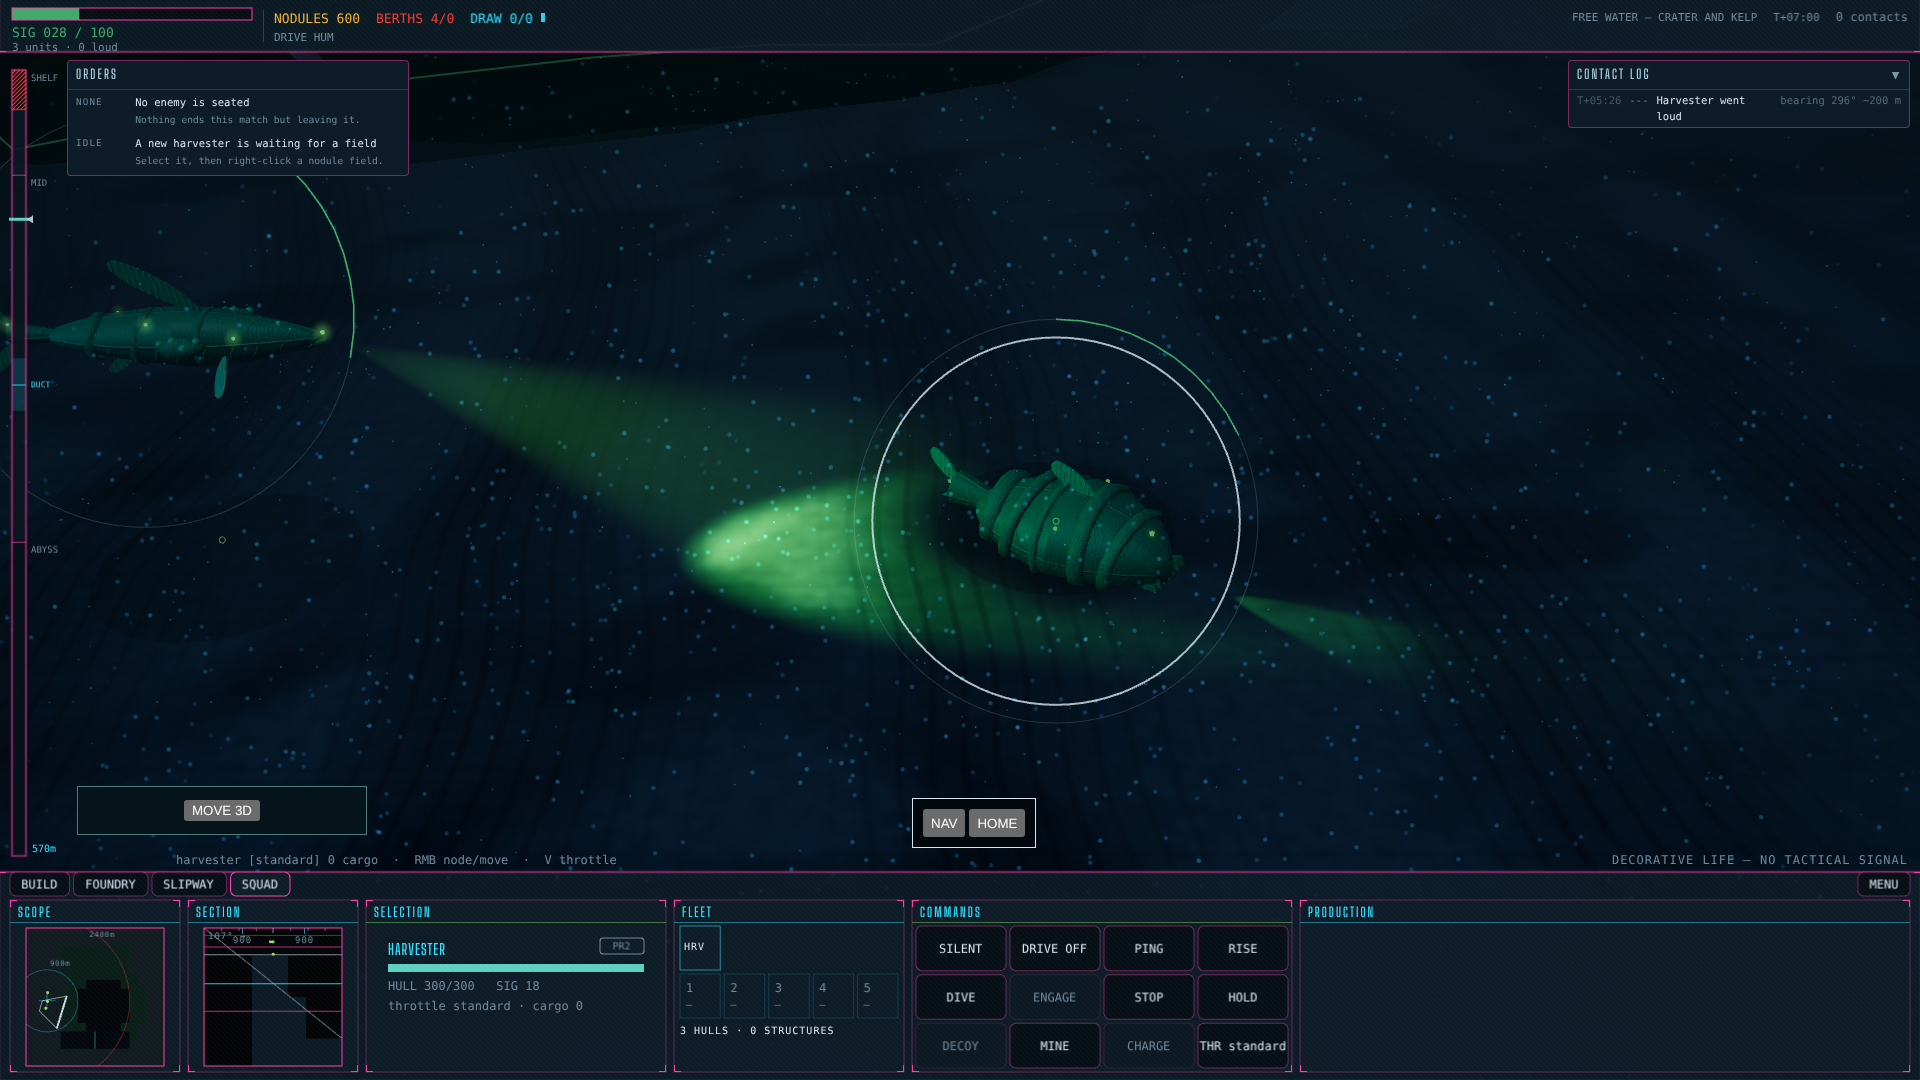 SIG 028 / 100
3 units · 0 loud
NODULES 600 BERTHS 4/0 DRAW 0/0
DRIVE HUM
FREE WATER — CRATER AND KELP T+07:00 0 contacts
SHELF
MID
DUCT
ABYSS
570m
ORDERS
NONE No enemy is seated
Nothing ends this match but leaving it.
IDLE A new harvester is waiting for a field
Select it, then right-click a nodule field.
CONTACT LOG ▼
T+05:26 --- Harvester went loud bearing 296° ~200 m
MOVE 3D
NAV HOME
harvester [standard] 0 cargo · RMB node/move · V throttle
DECORATIVE LIFE — NO TACTICAL SIGNAL
BUILD FOUNDRY SLIPWAY SQUAD
MENU
SCOPE
2400m
900m
SECTION
107°
900 900
SELECTION
HARVESTER PR2
HULL 300/300 SIG 18
throttle standard · cargo 0
FLEET
HRV
1 2 3 4 5
— — — — —
3 HULLS · 0 STRUCTURES
COMMANDS
SILENT DRIVE OFF PING RISE
DIVE ENGAGE STOP HOLD
DECOY MINE CHARGE THR standard
PRODUCTION